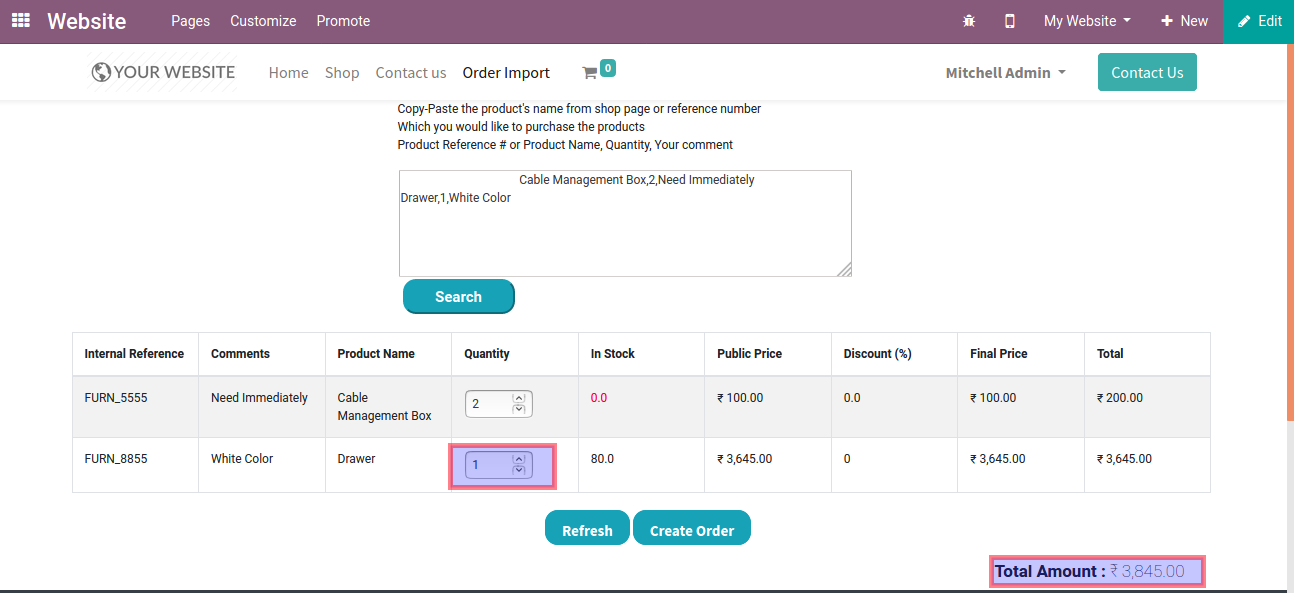 Website Pages Customize Promote My Website New Edit
YOUR WEBSITE Home Shop Contact us Order Import 0 Mitchell Admin Contact Us
Copy-Paste the product's name from shop page or reference number
Which you would like to purchase the products
Product Reference # or Product Name, Quantity, Your comment
Cable Management Box,2,Need Immediately
Drawer,1,White Color
Search
Internal Reference Comments Product Name Quantity In Stock Public Price Discount (%) Final Price Total
FURN_5555 Need Immediately Cable 2 0.0 ₹ 100.00 0.0 ₹ 100.00 ₹ 200.00
Management Box
FURN_8855 White Color Drawer 1 80.0 ₹ 3,645.00 0 ₹ 3,645.00 ₹ 3,645.00
Refresh Create Order
Total Amount : ₹ 3,845.00